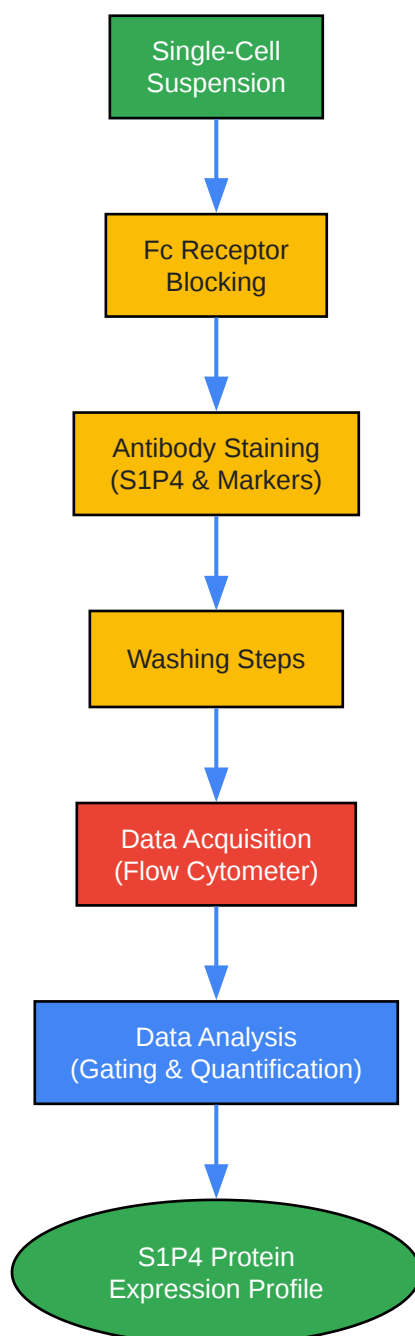 Single-Cell
Suspension
Fc Receptor
Blocking
Antibody Staining
(S1P4 & Markers)
Washing Steps
Data Acquisition
(Flow Cytometer)
Data Analysis
(Gating & Quantification)
S1P4 Protein
Expression Profile